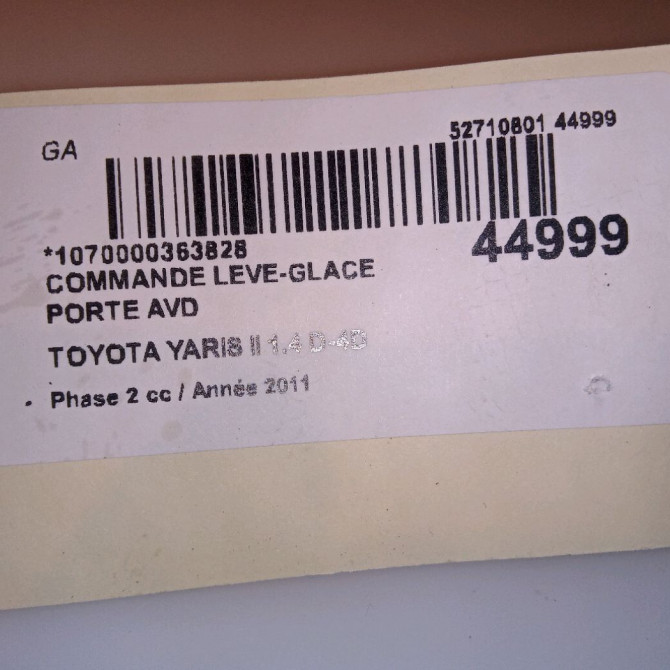 GA
52710801 44999
*1070000363828
44999
COMMANDE LEVE-GLACE
PORTE AVD
TOYOTA YARIS II 1.4 D-4D
Phase 2 cc / Année 2011